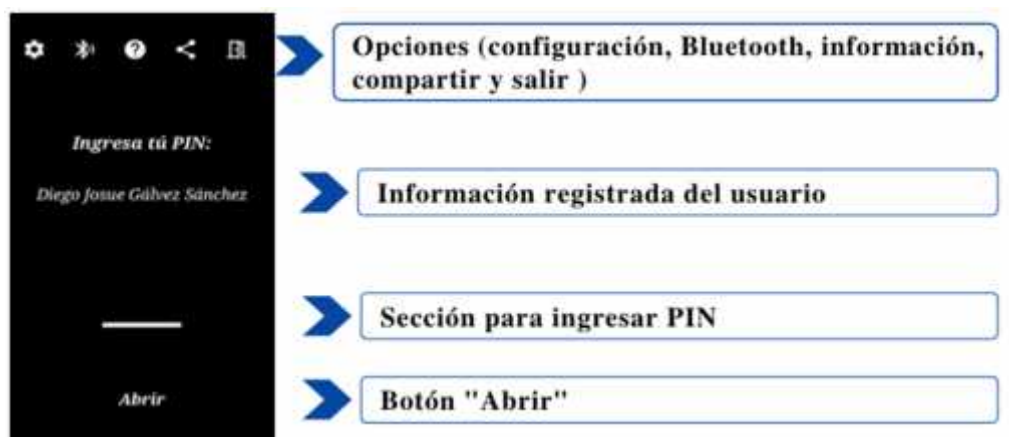 Opciones (configuración, Bluetooth, información,
compartir y salir )
Ingresa tú PIN:
Diego Josue Gálvez Sánchez
Información registrada del usuario
Sección para ingresar PIN
Abrir
Botón "Abrir"